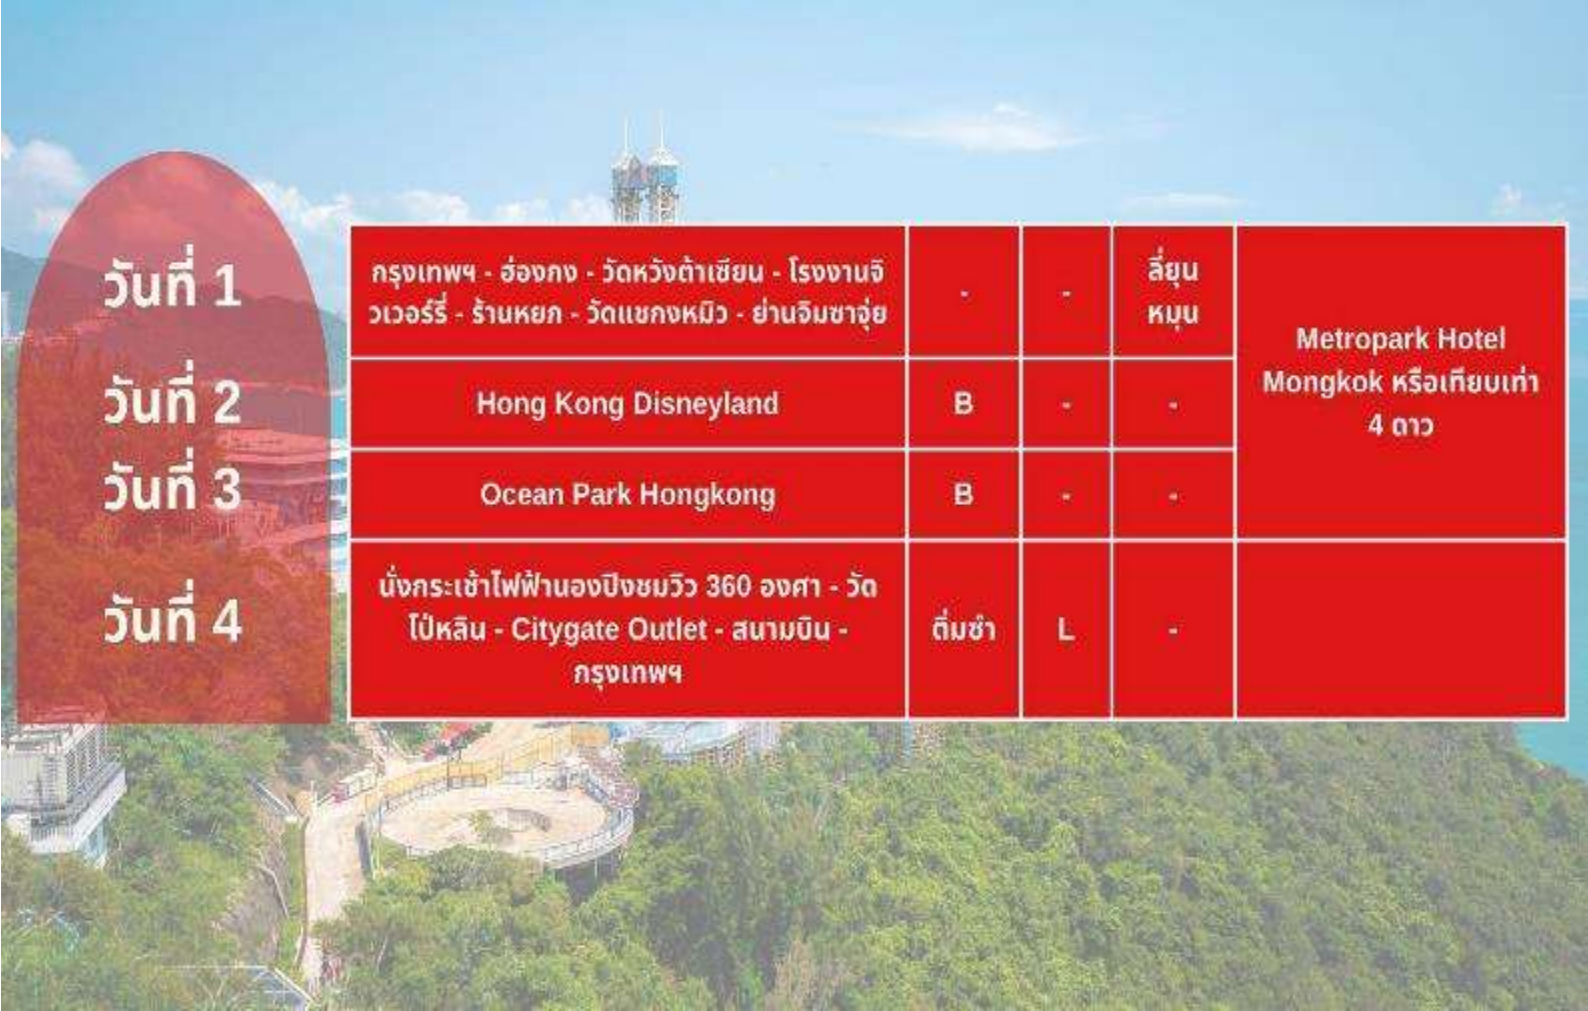 วันที่ 1
กรุงเทพฯ - ฮ่องกง - วัดหวังต้าเซียน - โรงงานจิ
วเวอร์รี่ - ร้านหยก - วัดแชกงหมิว - ย่านจิมซาจุ่ย
-
-
ลี่ยุน
หมุน
Metropark Hotel
Mongkok หรือเทียบเท่า
4 ดาว
วันที่ 2
Hong Kong Disneyland
B
-
-
วันที่ 3
Ocean Park Hongkong
B
-
-
วันที่ 4
นั่งกระเช้าไฟฟ้านองปิงชมวิว 360 องศา - วัด
โป่หลิน - Citygate Outlet - สนามบิน -
กรุงเทพฯ
ติ่มซำ
L
-